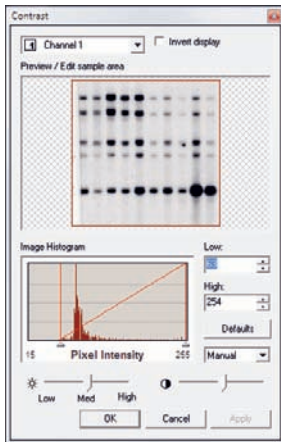 Contrast
Channel 1
Invert display
Preview / Edit sample area
Image Histogram
Low:
High:
254
Defaults
15 Pixel Intensity 255
Manual
Low Med High
OK Cancel Apply